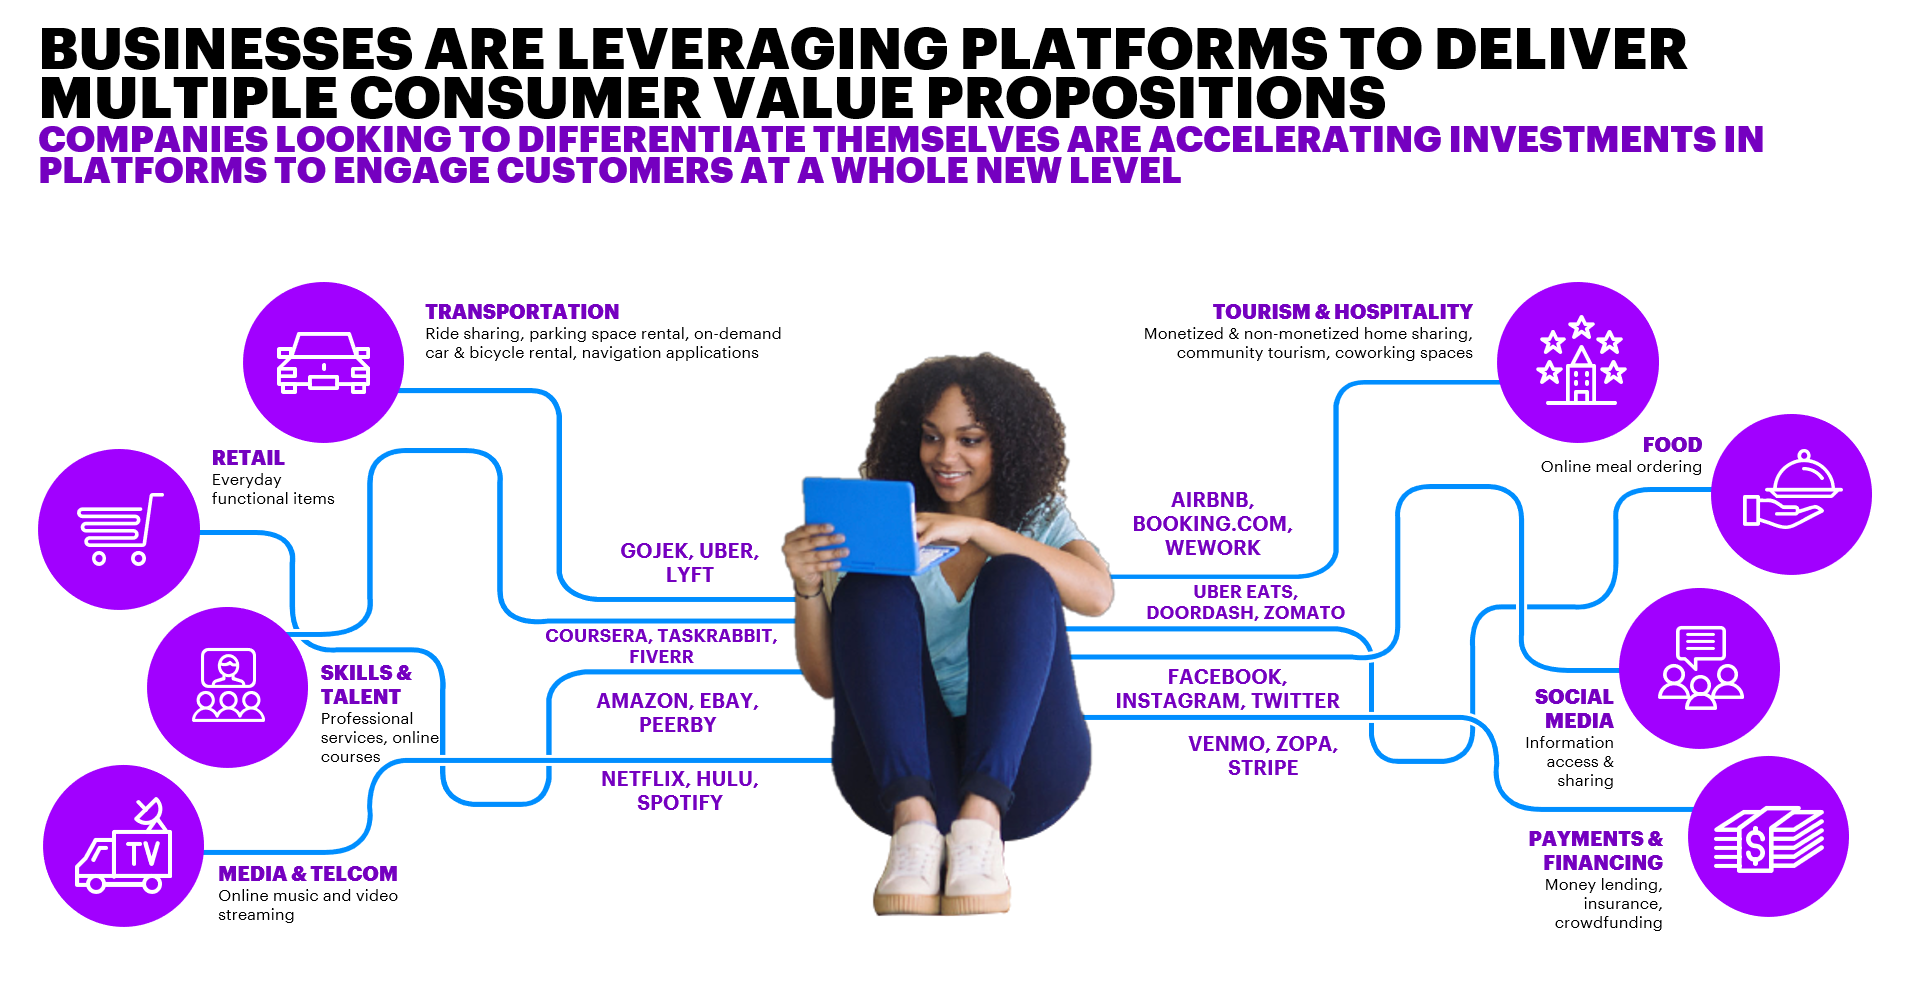 BUSINESSES ARE LEVERAGING PLATFORMS TO DELIVER
MULTIPLE CONSUMER VALUE PROPOSITIONS
COMPANIES LOOKING TO DIFFERENTIATE THEMSELVES ARE ACCELERATING INVESTMENTS IN
PLATFORMS TO ENGAGE CUSTOMERS AT A WHOLE NEW LEVEL
TRANSPORTATION
Ride sharing, parking space rental, on-demand
car & bicycle rental, navigation applications
RETAIL
Everyday
functional items
SKILLS &
TALENT
Professional
services, online
courses
TV
MEDIA & TELCOM
Online music and video
streaming
GOJEK, UBER,
LYFT
COURSERA, TASKRABBIT,
FIVERR
AMAZON, EBAY,
PEERBY
NETFLIX, HULU,
SPOTIFY
TOURISM & HOSPITALITY
Monetized & non-monetized home sharing,
community tourism, coworking spaces
AIRBNB,
BOOKING.COM,
WEWORK
UBER EATS,
DOORDASH, ZOMATO
FACEBOOK,
INSTAGRAM, TWITTER
VENMO, ZOPA,
STRIPE
FOOD
Online meal ordering
SOCIAL
MEDIA
Information
access &
sharing
PAYMENTS &
FINANCING
Money lending,
insurance,
crowdfunding
$